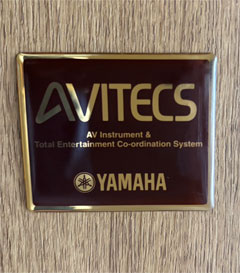 AVITECS
AV Instrument &
Total Entertainment Co-ordination System
YAMAHA